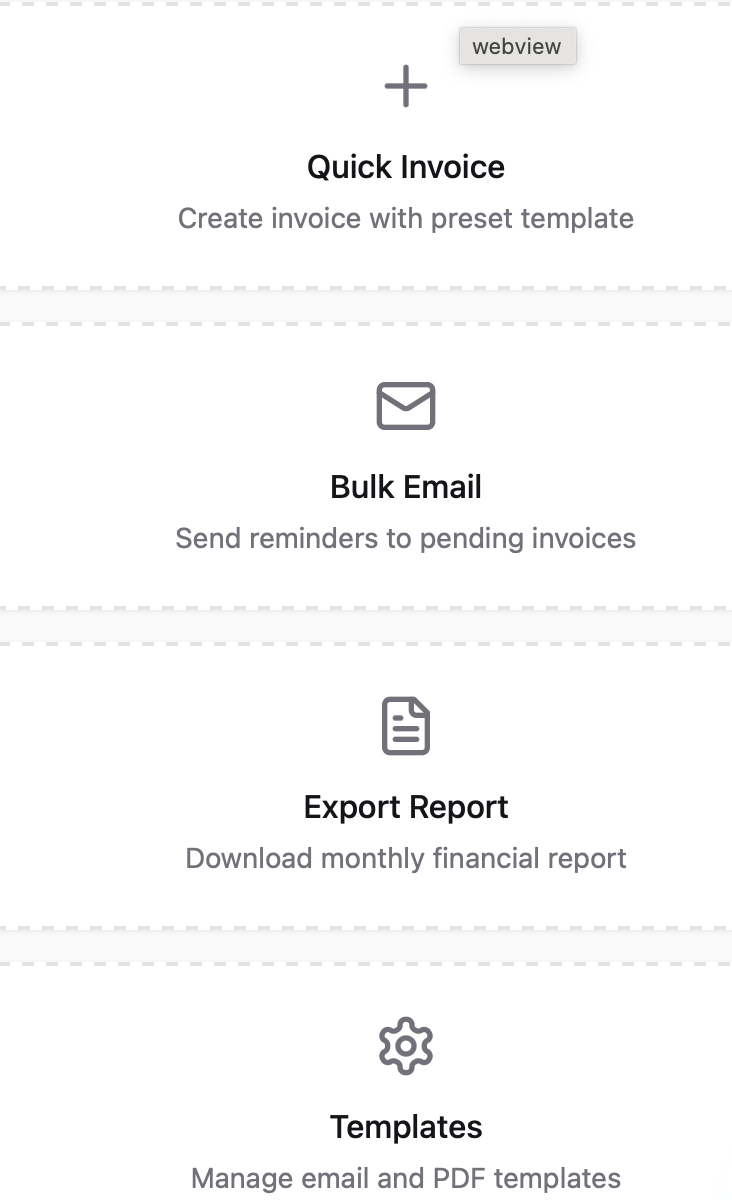 webview
Quick Invoice
Create invoice with preset template
Bulk Email
Send reminders to pending invoices
Export Report
Download monthly financial report
Templates
Manage email and PDF templates